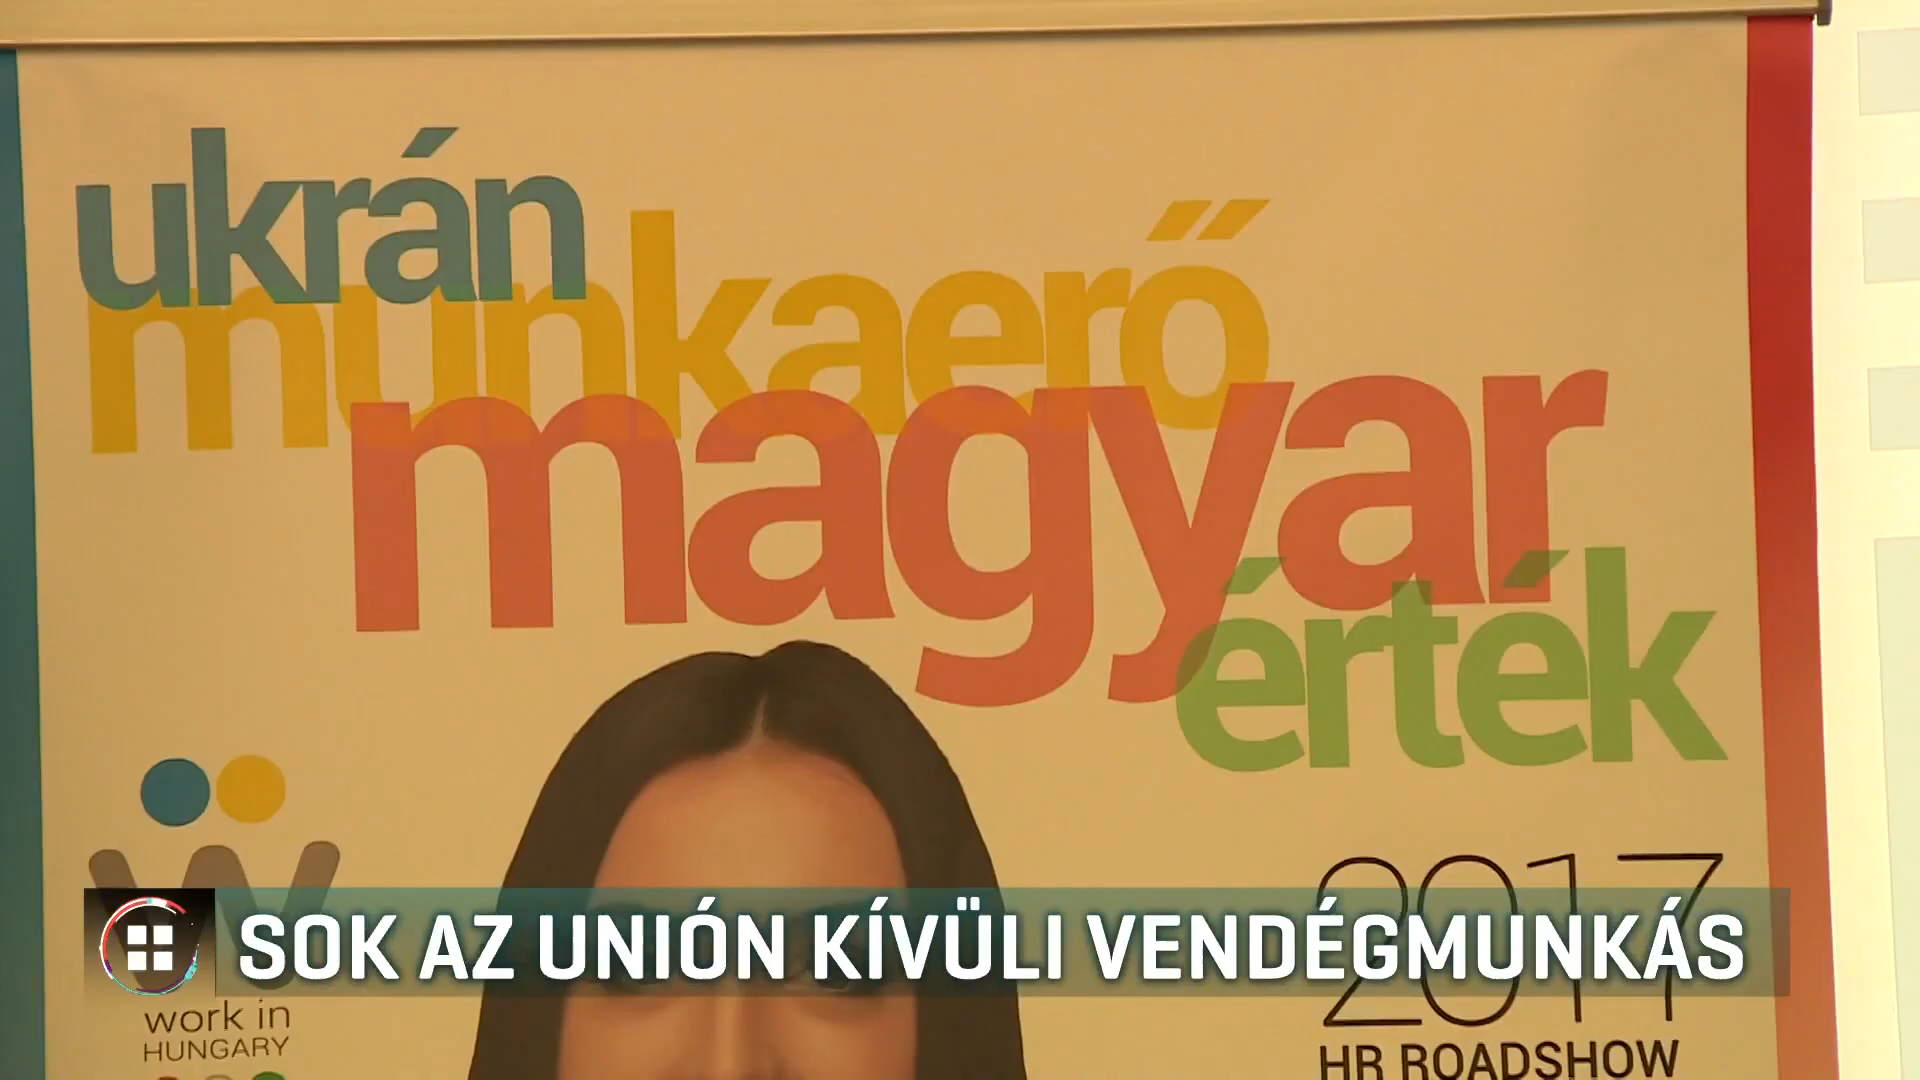 ukrán
munkaerő
magyar
érték
2017
SOK AZ UNIÓN KÍVÜLI VENDÉGMUNKÁS
work in
HUNGARY
HR ROADSHOW